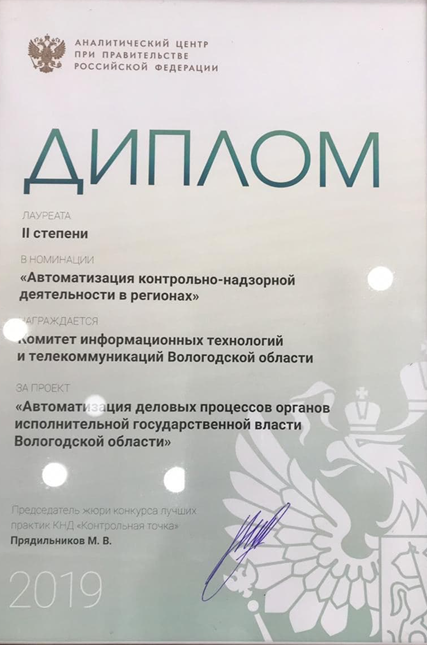 АНАЛИТИЧЕСКИЙ ЦЕНТР
ПРИ ПРАВИТЕЛЬСТВЕ
РОССИЙСКОЙ ФЕДЕРАЦИИ
ДИПЛОМ
ЛАУРЕАТА
II степени
В НОМИНАЦИИ
«Автоматизация контрольно-надзорной
деятельности в регионах»
НАГРАЖДАЕТСЯ
Комитет информационных технологий
и телекоммуникаций Вологодской области
ЗА ПРОЕКТ
«Автоматизация деловых процессов органов
исполнительной государственной власти
Вологодской области»
Председатель жюри конкурса лучших
практик КНД «Контрольная точка»
Прядильников М. В.
2019